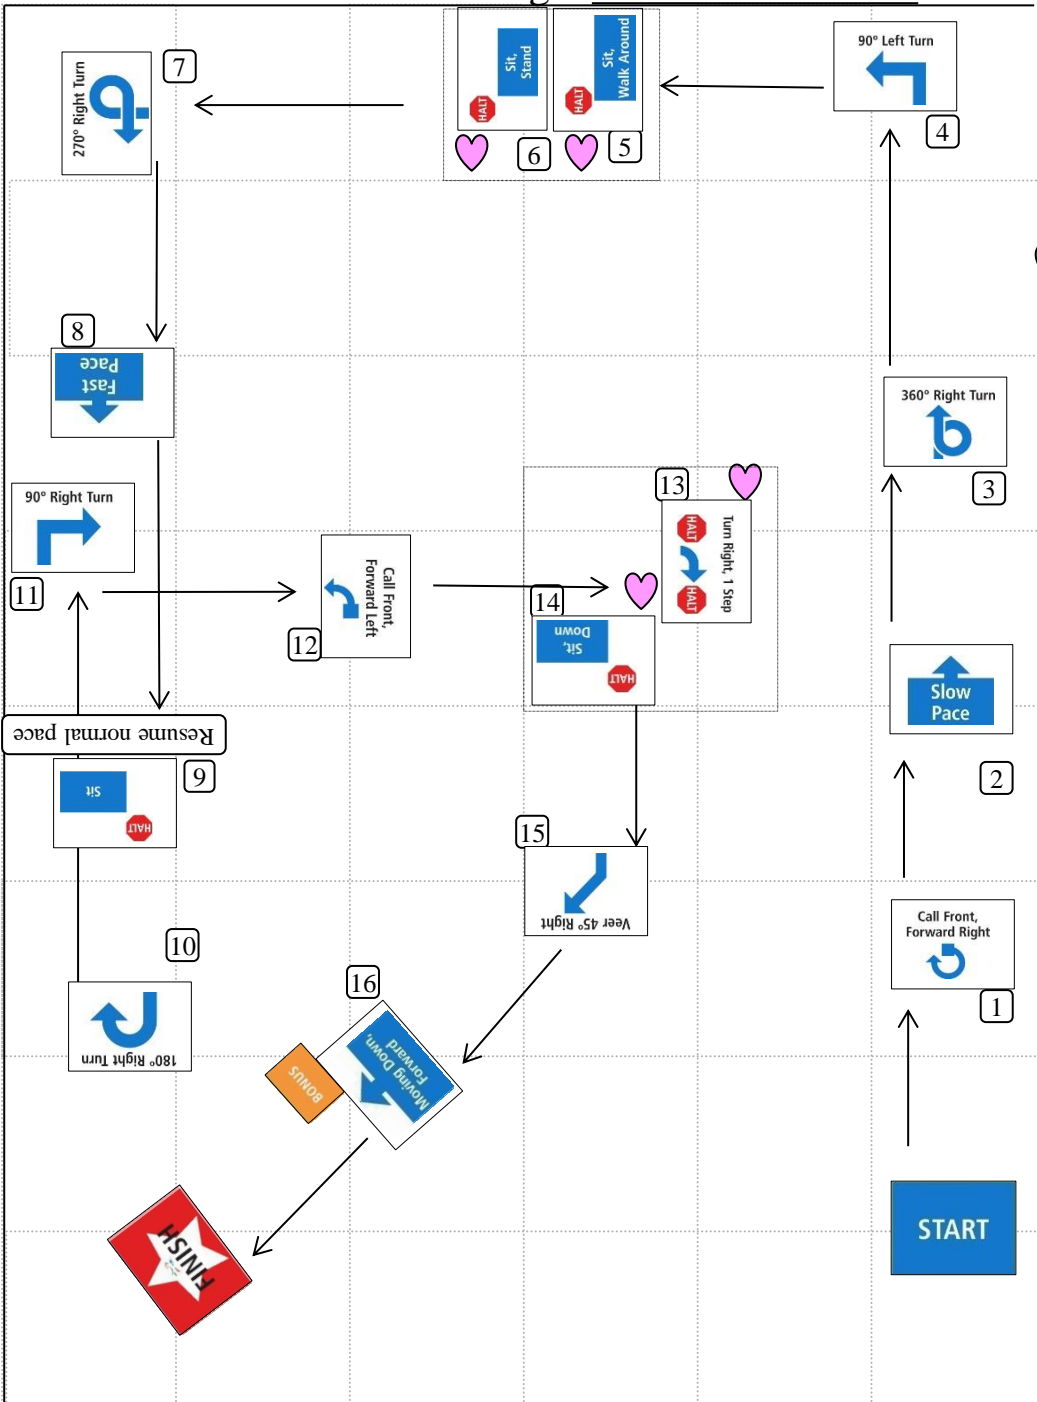 7
270° Right Turn
HALT
Sit,
Stand
6
HALT
Sit,
Walk Around
5
90° Left Turn
4
8
Fast
Pace
360° Right Turn
3
90° Right Turn
11
Call Front,
Forward Left
12
13
HALT
HALT
Turn Right, 1 Step
14
HALT
Sit,
Down
Slow
Pace
2
Resume normal pace
9
HALT
Sit
15
Veer 45° Right
Call Front,
Forward Right
1
10
180° Right Turn
16
Moving Down,
Forward
BONUS
START
FINISH